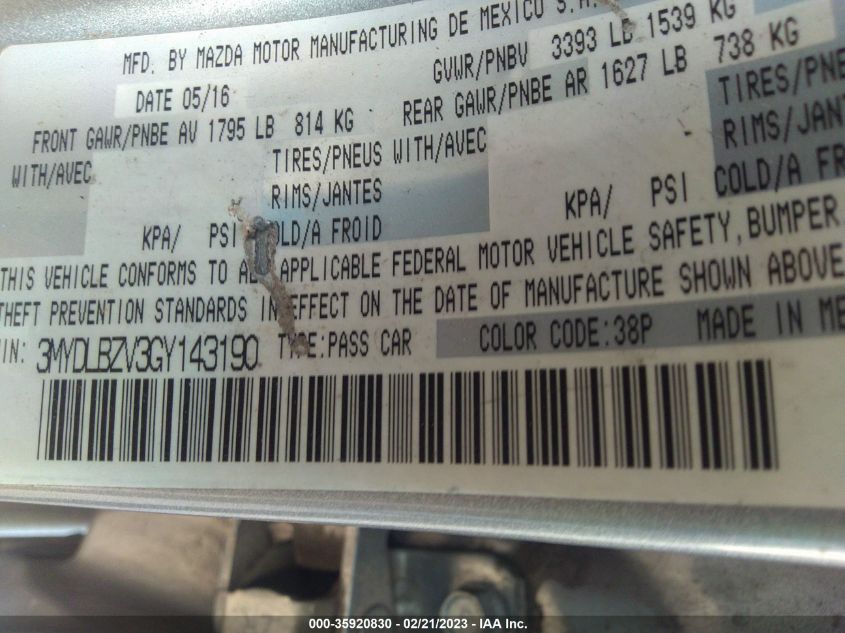 MFD. BY MAZDA MOTOR MANUFACTURING DE MEXICO S.A.
DATE 05/16 GVWR/PNBV 3393 LB 1539 KG
FRONT GAWR/PNBE AV 1795 LB 814 KG REAR GAWR/PNBE AR 1627 LB 738 KG
WITH/AVEC TIRES/PNEUS WITH/AVEC TIRES/PNE
RIMS/JANTES RIMS/JANT
KPA/ PSI COLD/A FROID KPA/ PSI COLD/A FRO
THIS VEHICLE CONFORMS TO ALL APPLICABLE FEDERAL MOTOR VEHICLE SAFETY, BUMPER
THEFT PREVENTION STANDARDS IN EFFECT ON THE DATE OF MANUFACTURE SHOWN ABOVE
IN: 3MYDLBZV3GY143190 TYPE: PASS CAR COLOR CODE:38P MADE IN ME
000-35920830 - 02/21/2023 - IAA Inc.